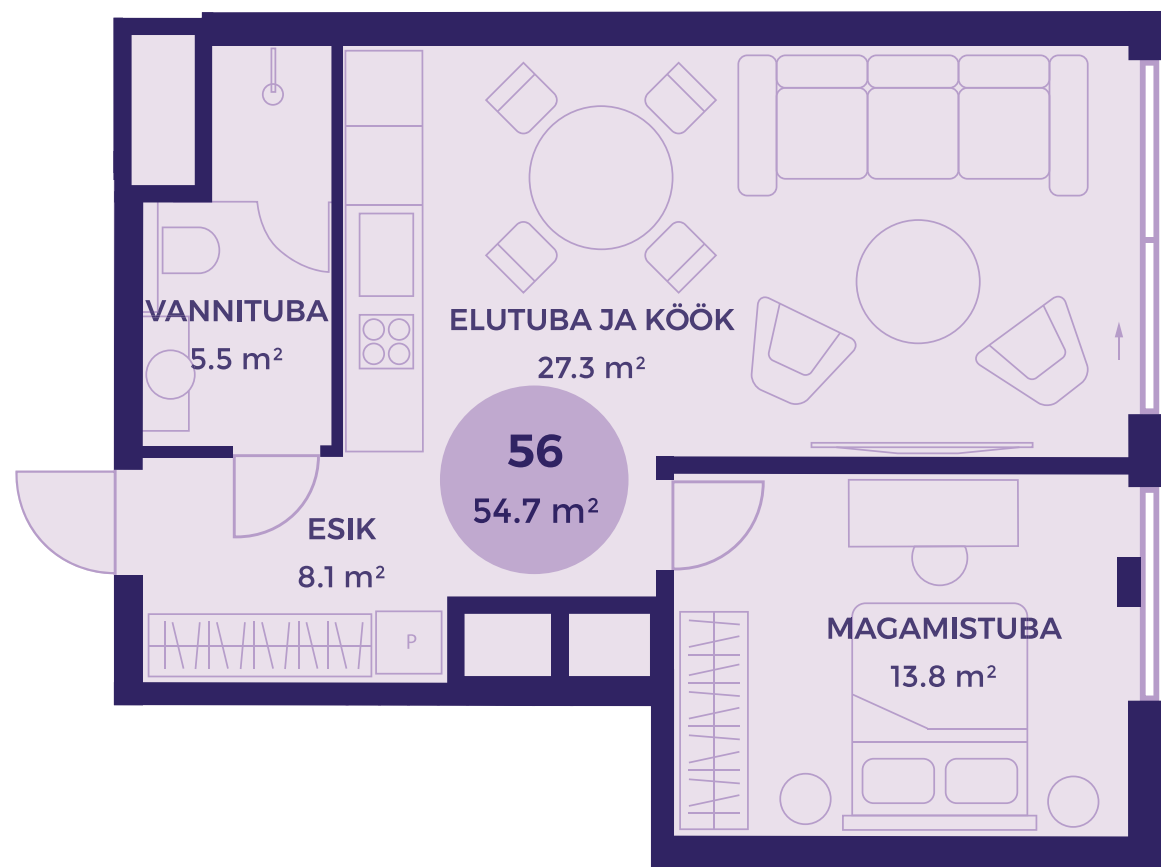 VANNITUBA
5.5 m²
ELUTUBA JA KÖÖK
27.3 m²
56
54.7 m²
ESIK
8.1 m²
P
MAGAMISTUBA
13.8 m²